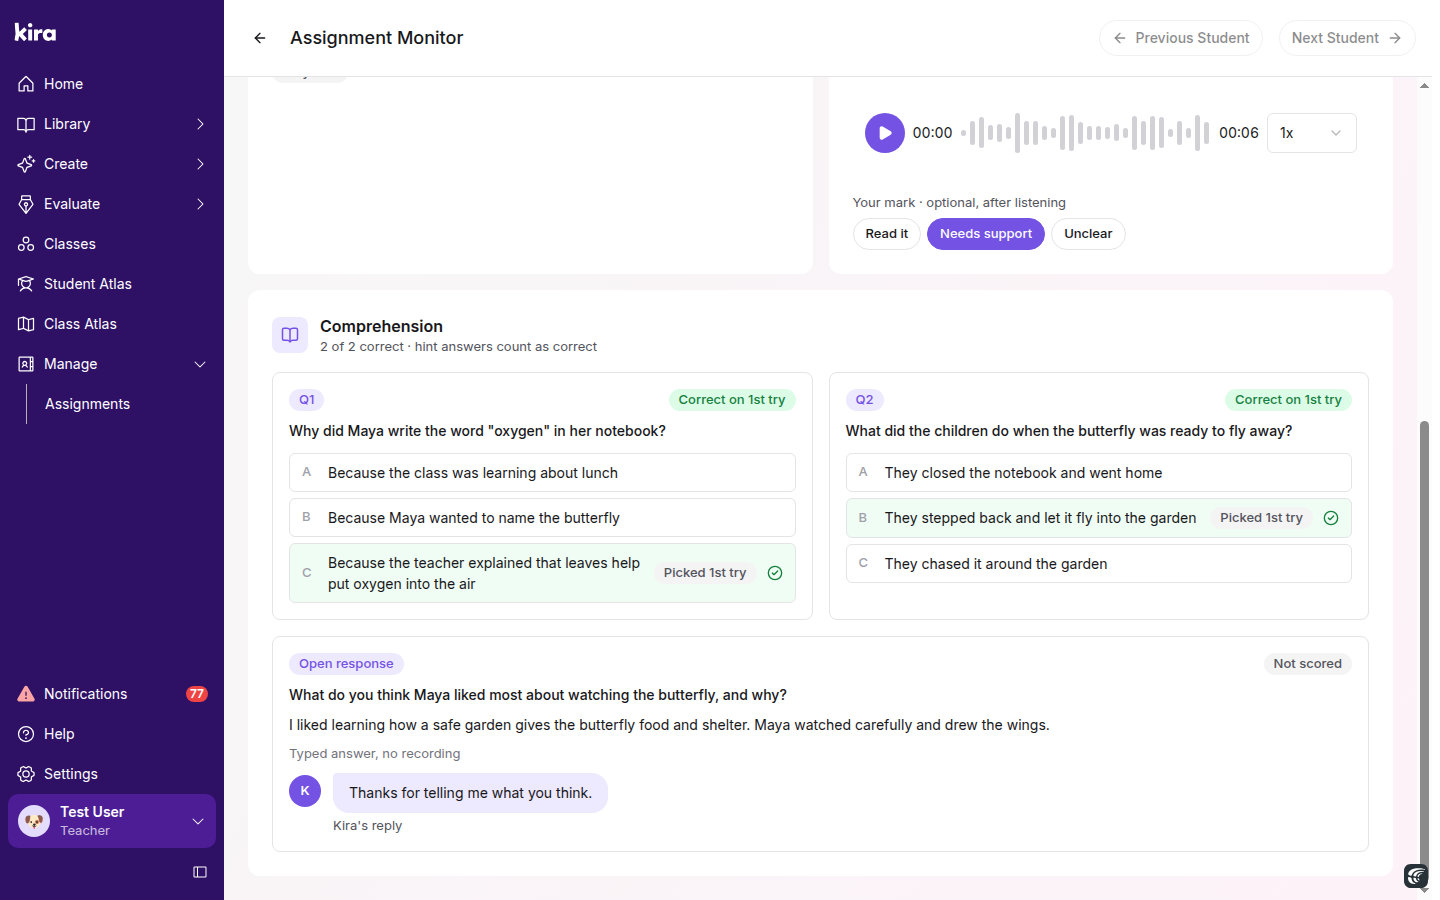 kira
Home
Library
Create
Evaluate
Classes
Student Atlas
Class Atlas
Manage
Assignments
Notifications
77
Help
Settings
Test User
Teacher
Assignment Monitor
Previous Student
Next Student
00:00
00:06
1x
Your mark · optional, after listening
Read it
Needs support
Unclear
Comprehension
2 of 2 correct · hint answers count as correct
Q1
Correct on 1st try
Why did Maya write the word "oxygen" in her notebook?
A
Because the class was learning about lunch
B
Because Maya wanted to name the butterfly
C
Because the teacher explained that leaves help
put oxygen into the air
Picked 1st try
Q2
Correct on 1st try
What did the children do when the butterfly was ready to fly away?
A
They closed the notebook and went home
B
They stepped back and let it fly into the garden
Picked 1st try
C
They chased it around the garden
Open response
Not scored
What do you think Maya liked most about watching the butterfly, and why?
I liked learning how a safe garden gives the butterfly food and shelter. Maya watched carefully and drew the wings.
Typed answer, no recording
K
Thanks for telling me what you think.
Kira's reply